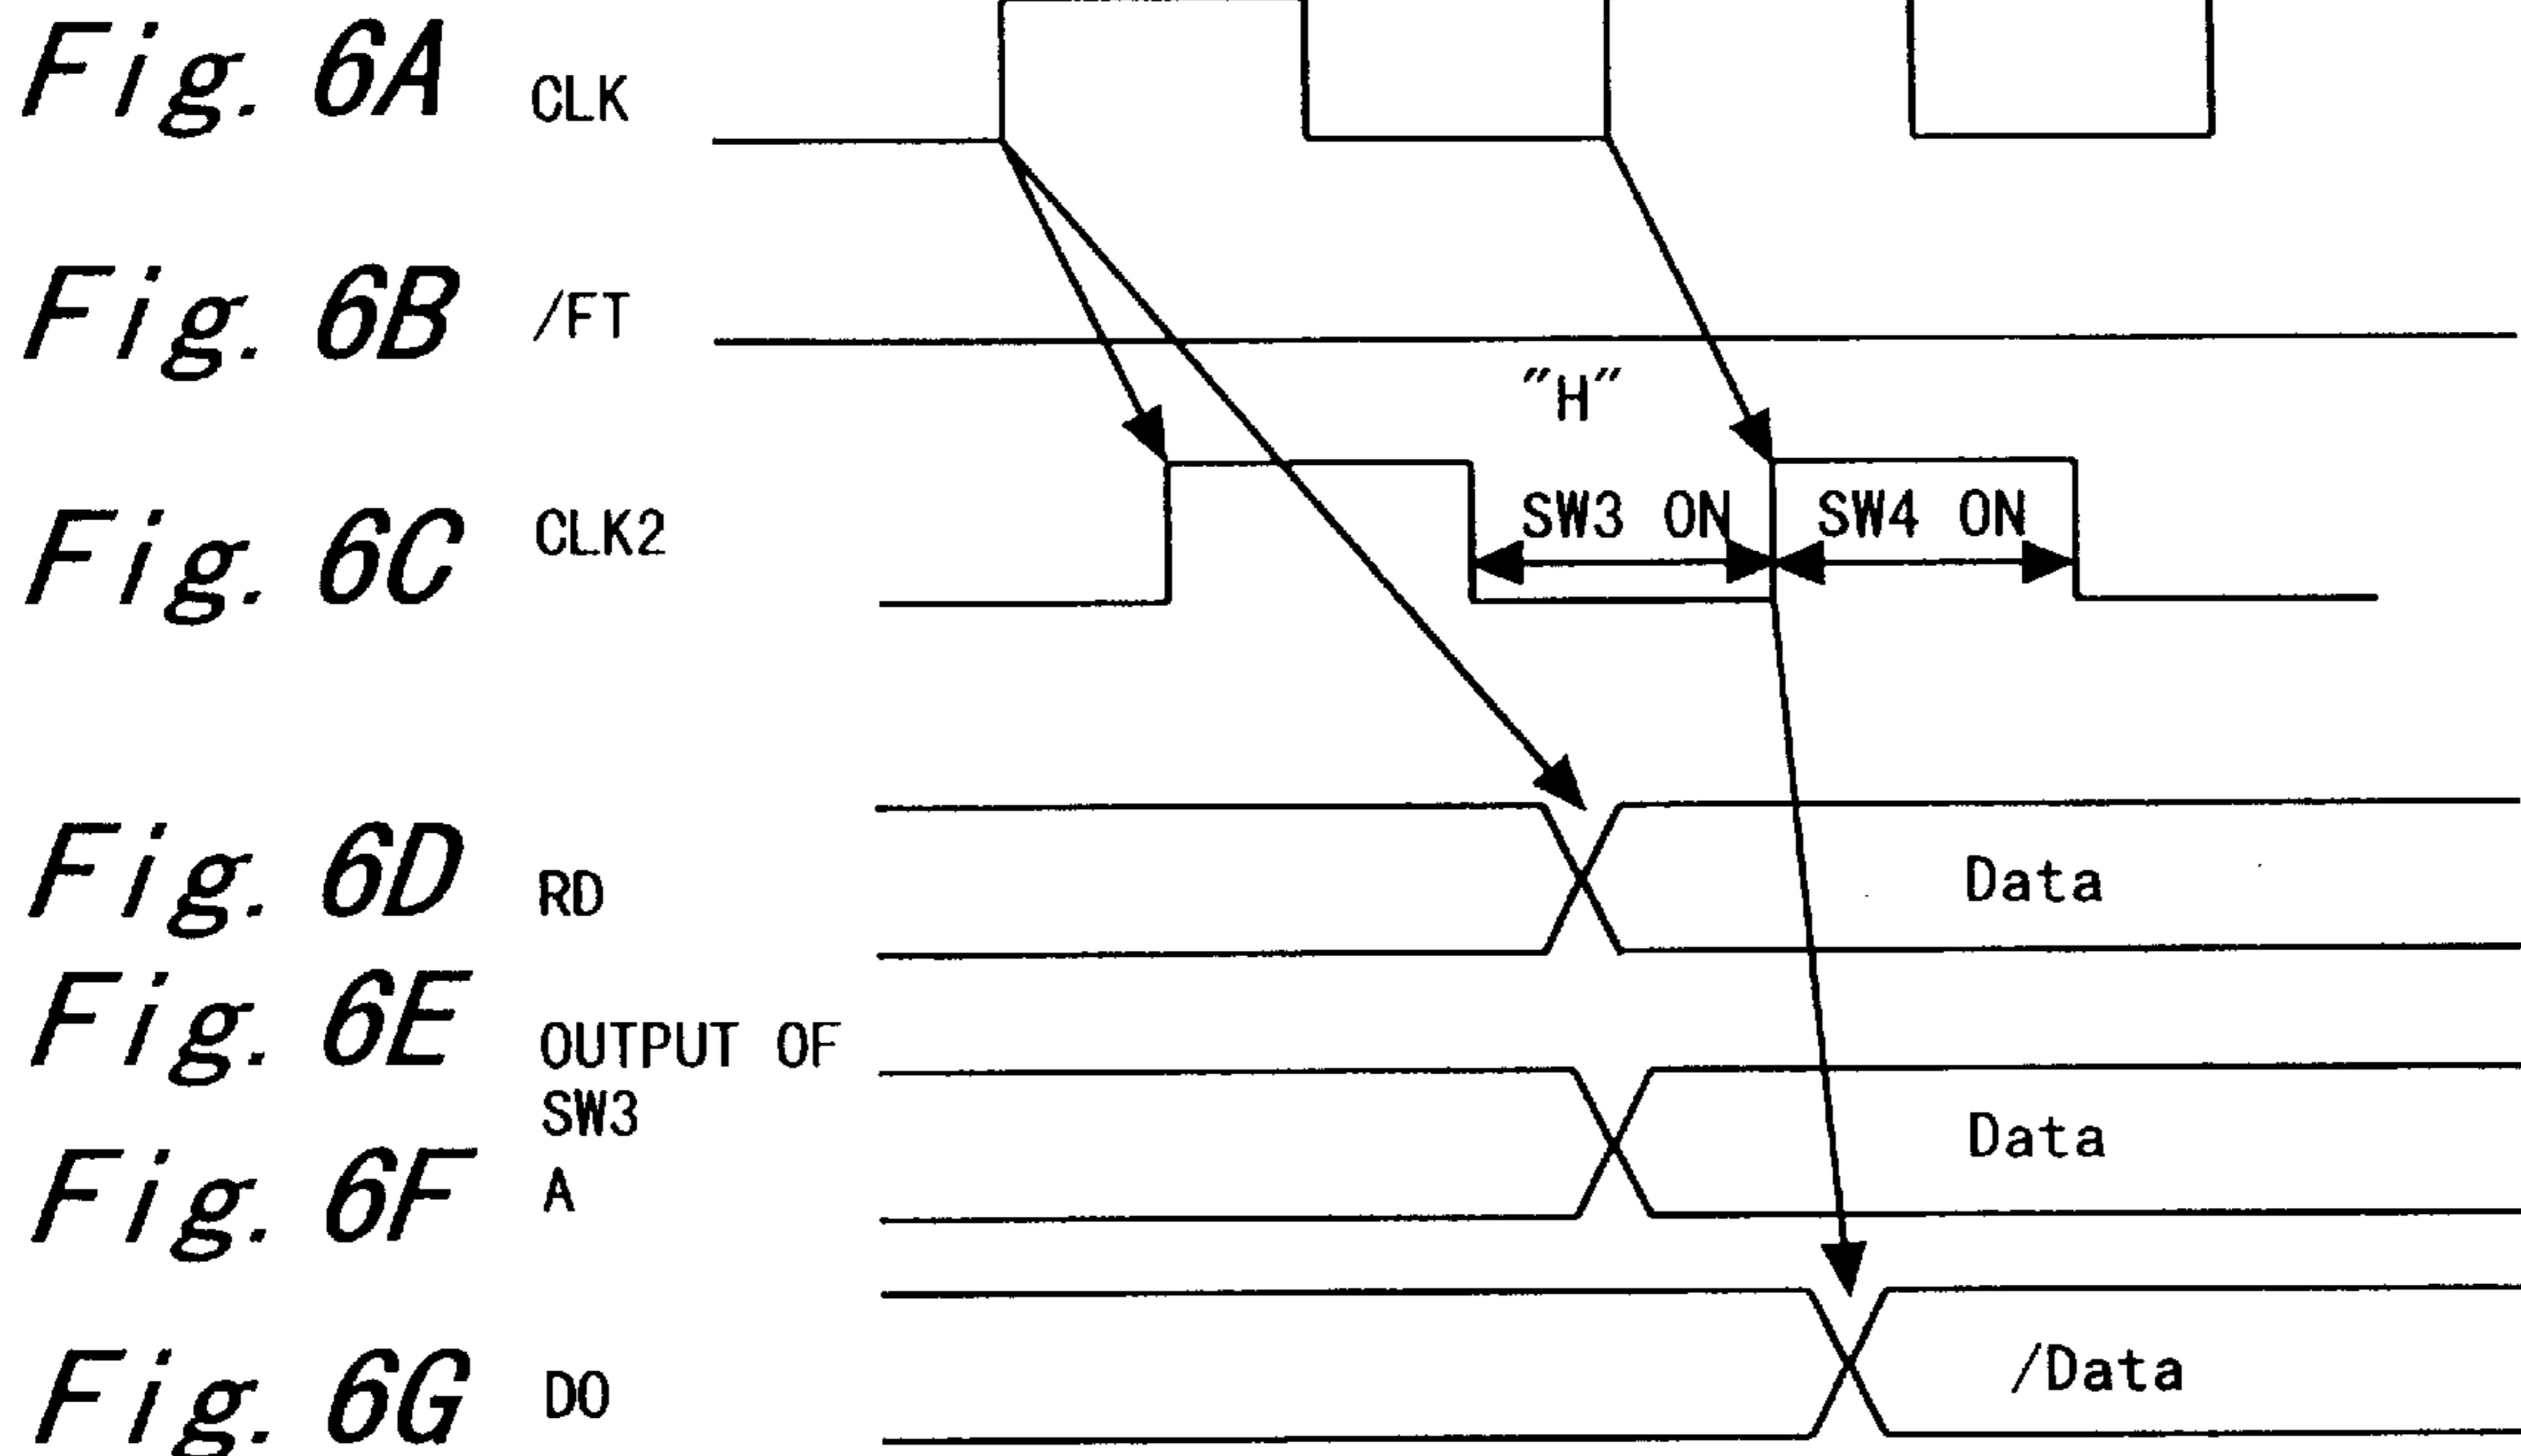 Fig. 6A CLK
Fig. 6B /FT
"H"
Fig. 6C CLK2
SW3 ON SW4 ON
Fig. 6D RD
Data
Fig. 6E OUTPUT OF
SW3
Data
Fig. 6F A
Fig. 6G DO
/Data